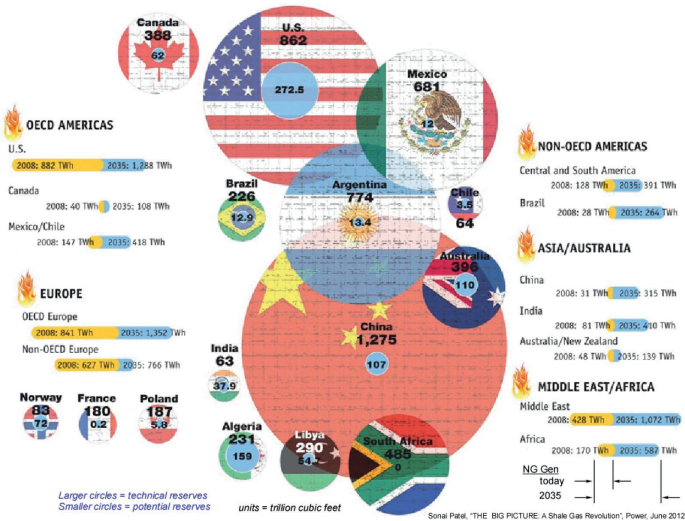 Canada
388
62
U.S.
862
272.5
Mexico
681
12
OECD AMERICAS
U.S.
2008: 882 TWh 2035: 1,288 TWh
Canada
2008: 40 TWh 2035: 108 TWh
Mexico/Chile
2008: 147 TWh 2035: 418 TWh
EUROPE
OECD Europe
2008: 841 TWh 2035: 1,352 TWh
Non-OECD Europe
2008: 627 TWh 2035: 766 TWh
Norway
83
72
France
180
0.2
Poland
187
5.8
Brazil
226
12.9
Argentina
774
13.4
Chile
3.5
64
Australia
396
110
China
1,275
107
India
63
37.9
Algeria
231
159
Libya
290
54.
South Africa
485
0
NON-OECD AMERICAS
Central and South America
2008: 128 TWh 2035: 391 TWh
Brazil
2008: 28 TWh 2035: 264 TWh
ASIA/AUSTRALIA
China
2008: 31 TWh 2035: 315 TWh
India
2008: 81 TWh 2035: 410 TWh
Australia/New Zealand
2008: 48 TWh 2035: 139 TWh
MIDDLE EAST/AFRICA
Middle East
2008: 428 TWh 2035: 1,072 TWh
Africa
2008: 170 TWh 2035: 587 TWh
NG Gen
today
2035
Larger circles = technical reserves
Smaller circles = potential reserves
units = trillion cubic feet
Sonai Patel, "THE BIG PICTURE: A Shale Gas Revolution", Power, June 2012